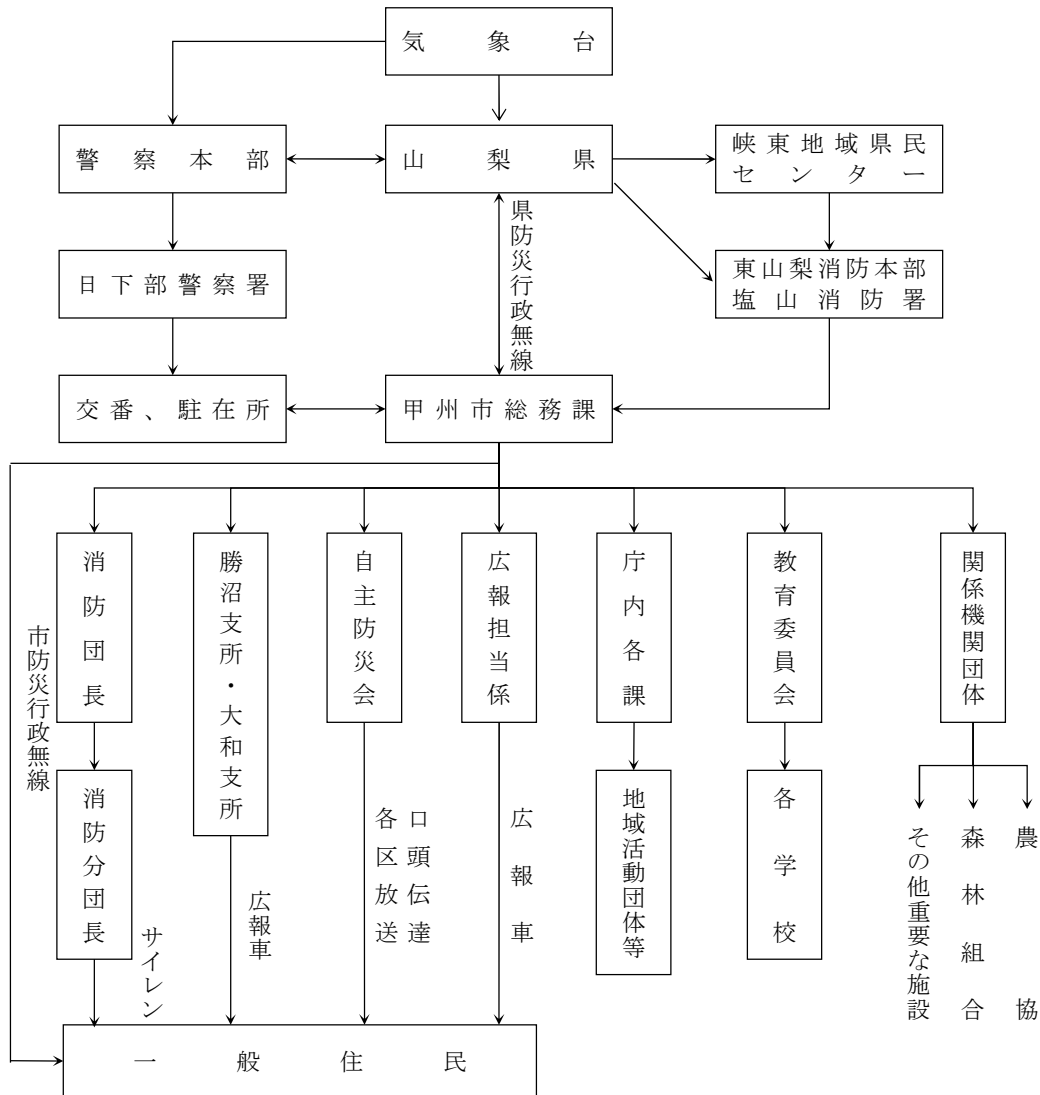 気象台
警察本部
山梨県
峡東地域県民
センター
県防災行政無線
日下部警察署
東山梨消防本部
塩山消防署
交番、駐在所
甲州市総務課
市防災行政無線
消防団長
勝沼支所・大和支所
自主防災会
広報担当係
庁内各課
教育委員会
関係機関団体
消防分団長
サイレン
広報車
口頭伝達
各区放送
広報車
地域活動団体等
各学校
農協
森林組合
その他重要な施設
一般住民